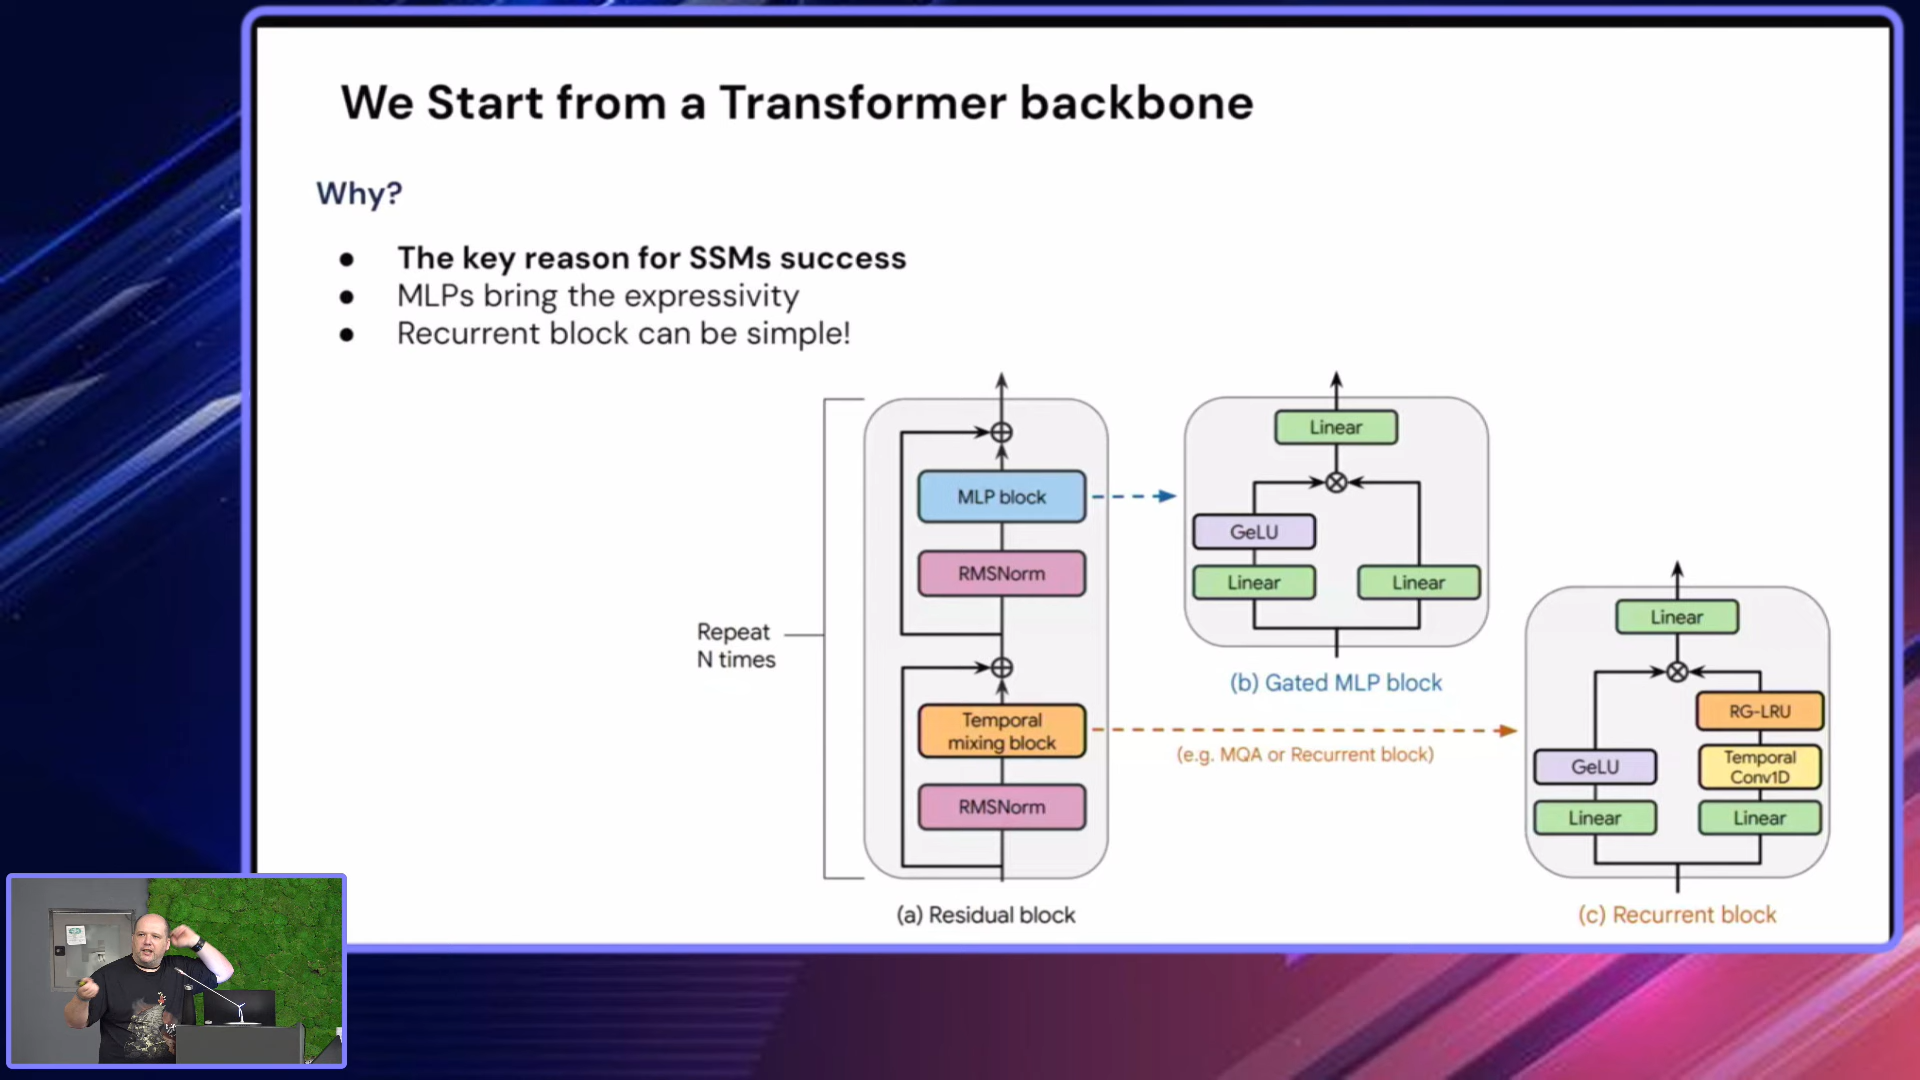 We Start from a Transformer backbone
Why?
● The key reason for SSMs success
● MLPs bring the expressivity
● Recurrent block can be simple!
Repeat
N times
MLP block
RMSNorm
Temporal
mixing block
RMSNorm
(a) Residual block
Linear
GeLU
Linear
Linear
(b) Gated MLP block
(e.g. MQA or Recurrent block)
Linear
RG-LRU
GeLU
Temporal
Conv1D
Linear
Linear
(c) Recurrent block